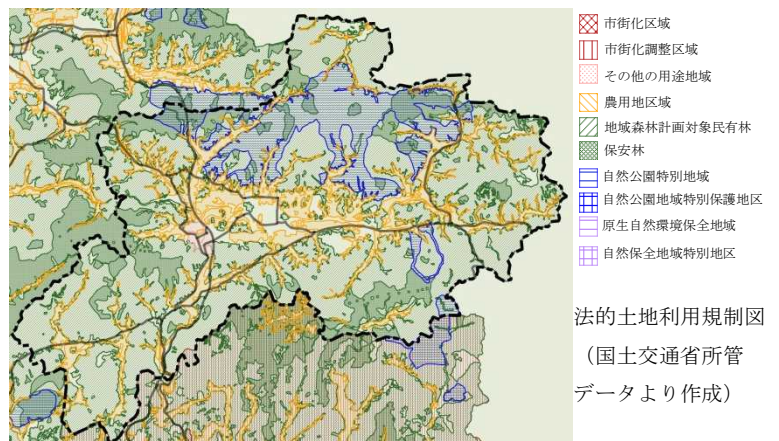 市街化区域
市街化調整区域
その他の用途地域
農用地区域
地域森林計画対象民有林
保安林
自然公園特別地域
自然公園地域特別保護地区
原生自然環境保全地域
自然保全地域特別地区
法的土地利用規制図
（国土交通省所管
データより作成）